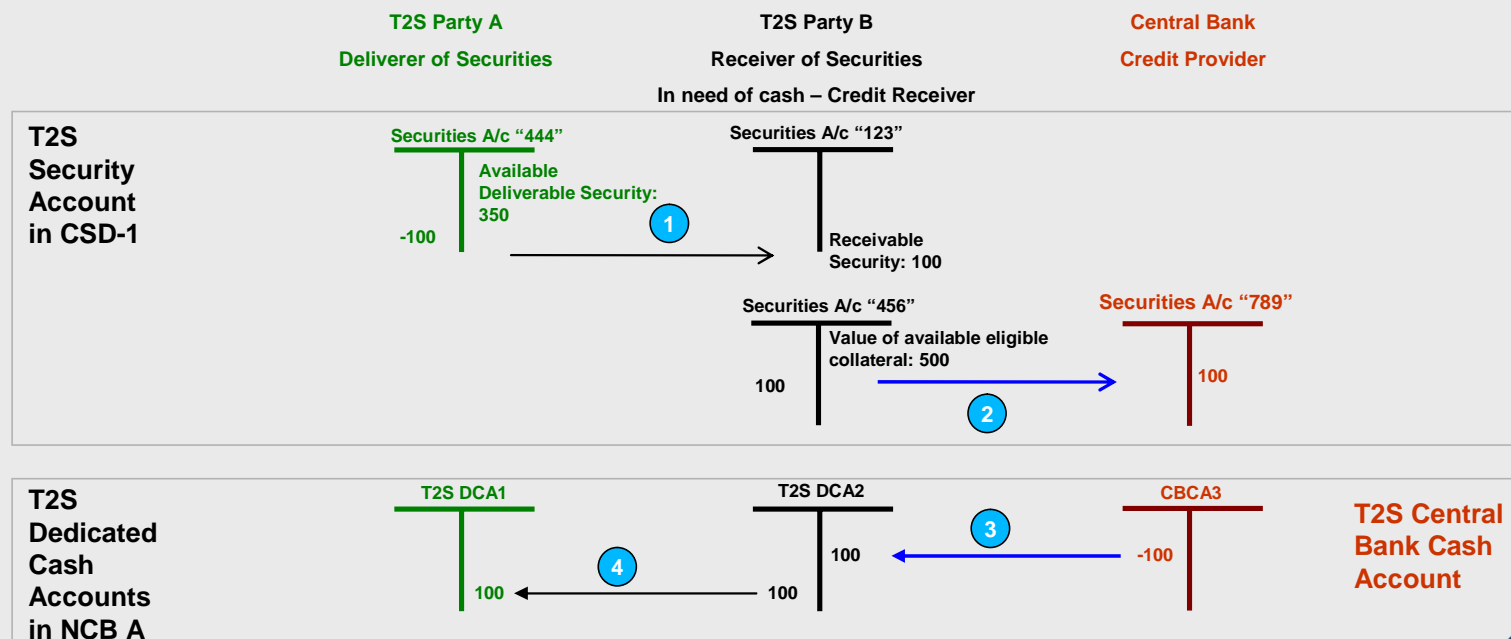 T2S Party A
T2S Party B
Central Bank
Deliverer of Securities
Receiver of Securities
Credit Provider
In need of cash – Credit Receiver
T2S
Security
Account
in CSD-1
Securities A/c “444”
Available
Deliverable Security:
350
-100
1
Securities A/c “123”
Receivable
Security: 100
Securities A/c “456”
Value of available eligible
collateral: 500
100
2
Securities A/c “789”
100
T2S
Dedicated
Cash
Accounts
in NCB A
T2S DCA1
100
4
T2S DCA2
100
100
3
CBCA3
-100
T2S Central
Bank Cash
Account